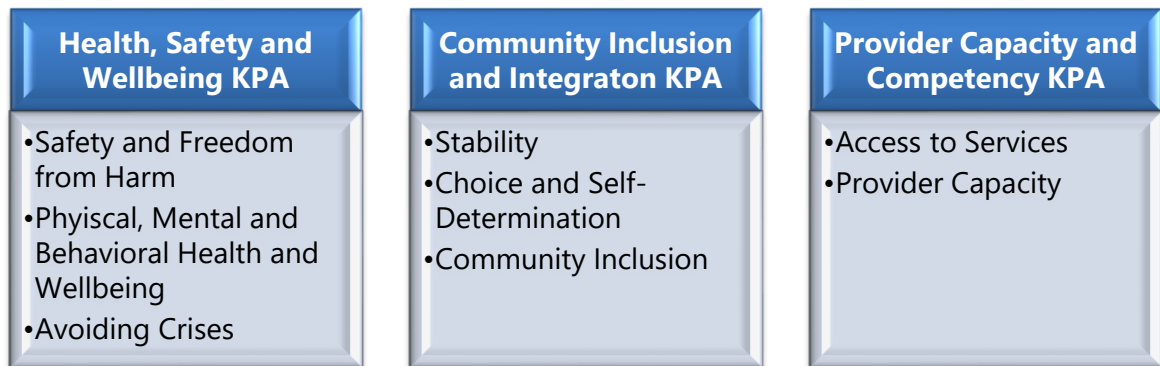 Health, Safety and
Wellbeing KPA
•Safety and Freedom
from Harm
•Phyiscal, Mental and
Behavioral Health and
Wellbeing
•Avoiding Crises
Community Inclusion
and Integraton KPA
•Stability
•Choice and Self-
Determination
•Community Inclusion
Provider Capacity and
Competency KPA
•Access to Services
•Provider Capacity